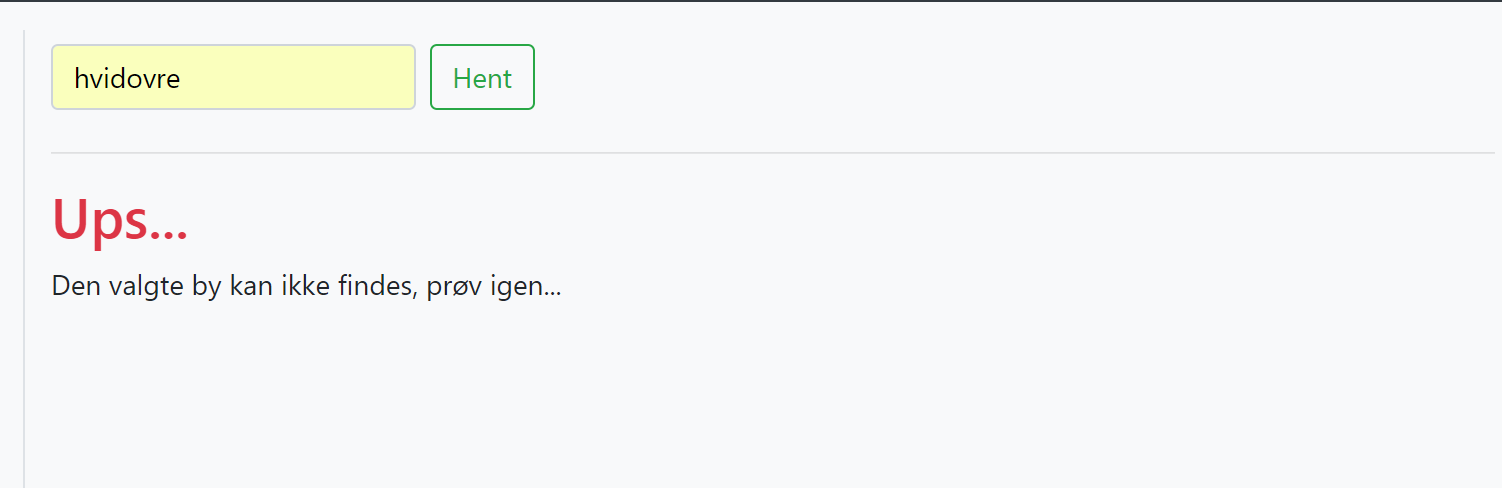 hvidovre
Hent
Ups...
Den valgte by kan ikke findes, prøv igen...